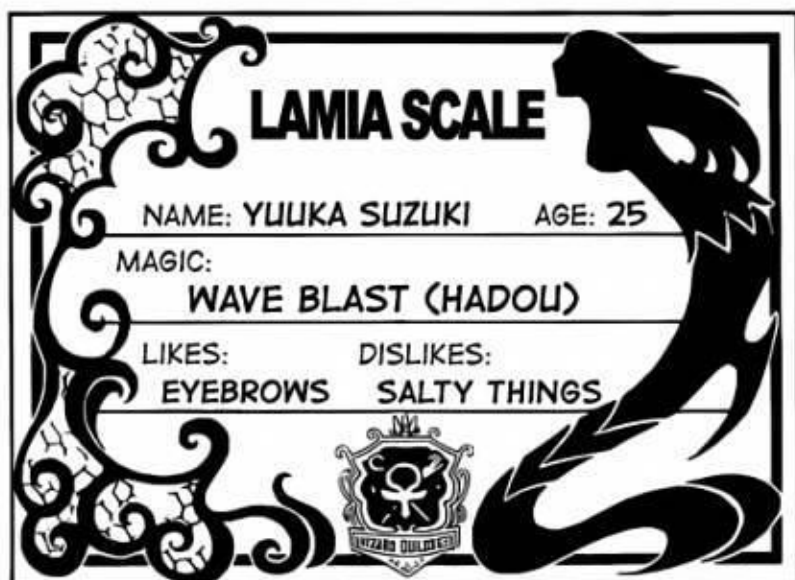 LAMIA SCALE
NAME: YUUKA SUZUKI AGE: 25
MAGIC:
WAVE BLAST (HADOU)
LIKES: DISLIKES:
EYEBROWS SALTY THINGS